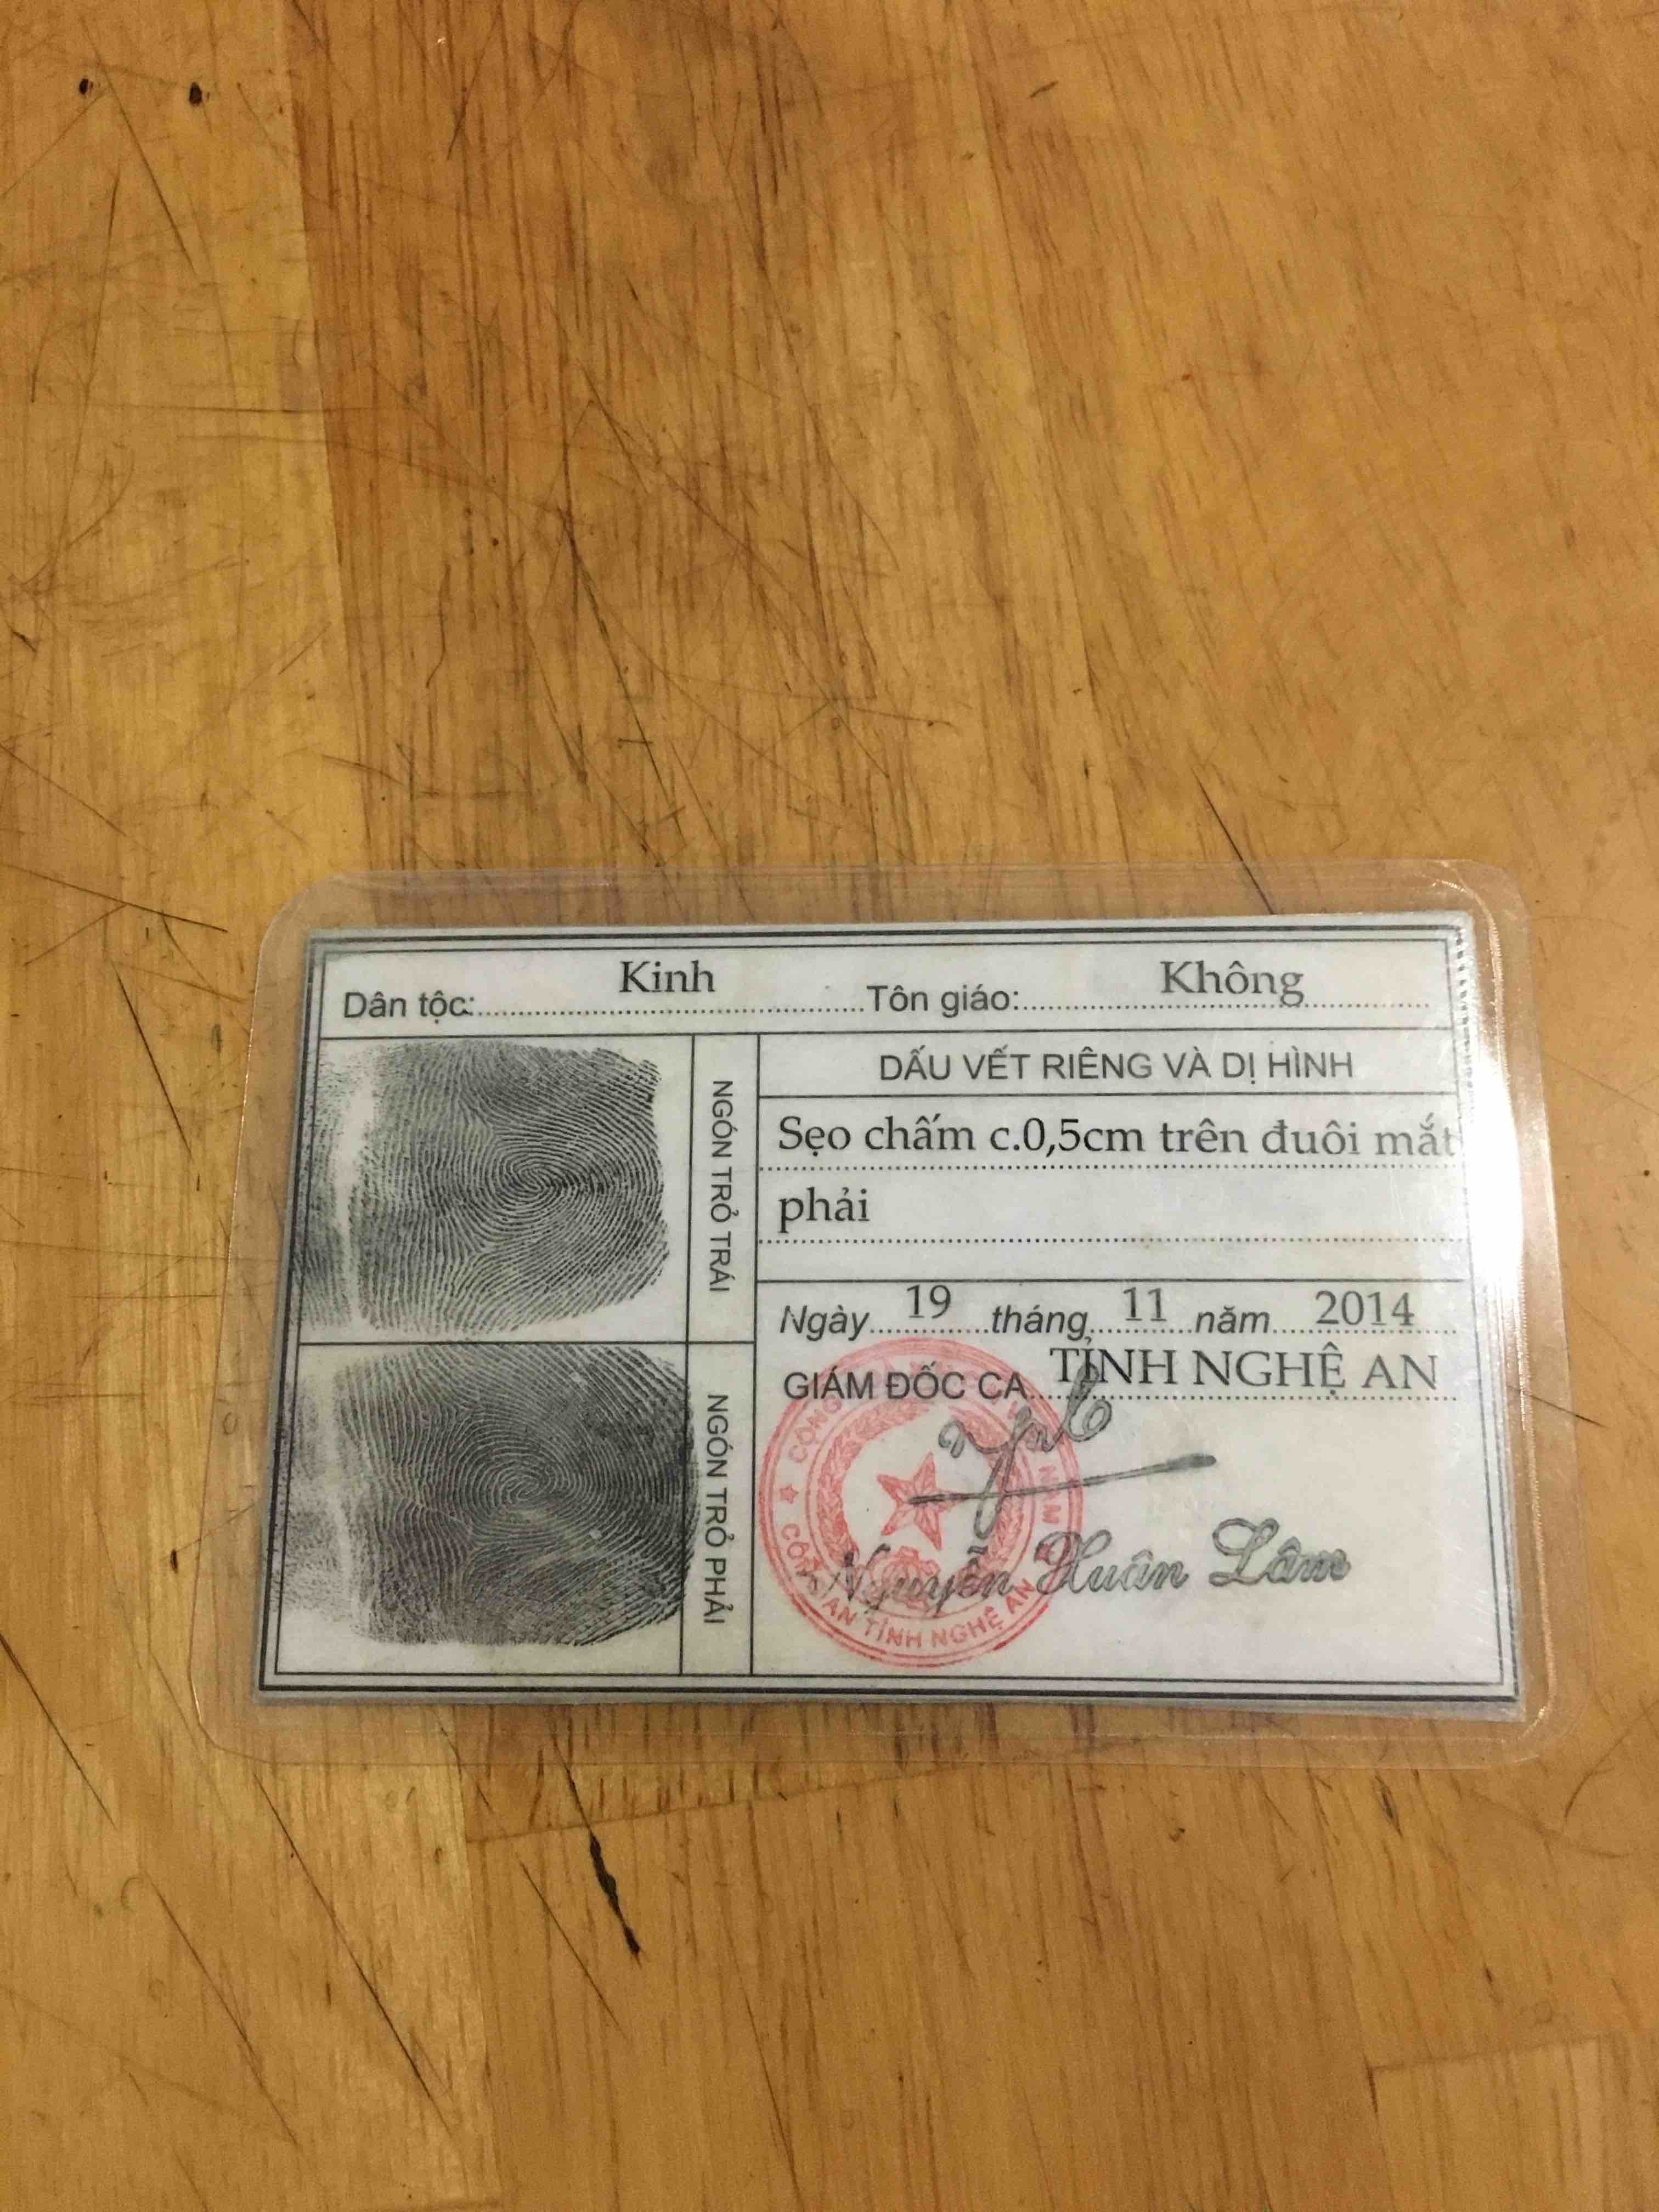 Dân tộc: Kinh Tôn giáo: Không
NGÓN TRỎ TRÁI
DẤU VẾT RIÊNG VÀ DỊ HÌNH
Sẹo chấm c.0,5cm trên đuôi mắt
phải
Ngày 19 tháng 11 năm 2014
GIÁM ĐỐC CA TỈNH NGHỆ AN
NGÓN TRỎ PHẢI
CÔNG AN TỈNH NGHỆ AN
Nguyễn Xuân Lâm